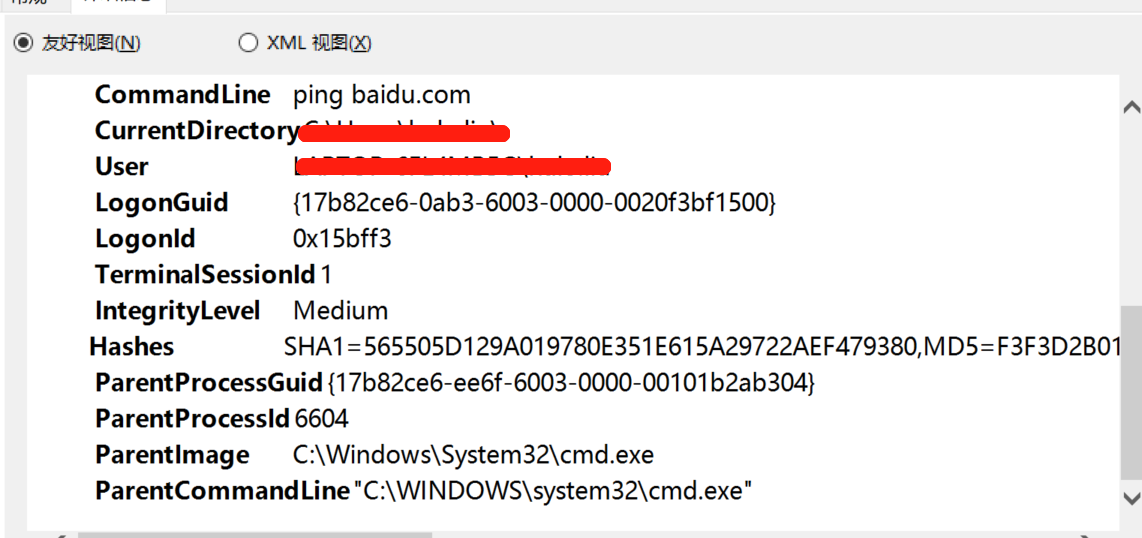 友好视图(N) XML 视图(X)
CommandLine ping baidu.com
CurrentDirectory
User
LogonGuid {17b82ce6-0ab3-6003-0000-0020f3bf1500}
LogonId 0x15bff3
TerminalSessionId 1
IntegrityLevel Medium
Hashes SHA1=565505D129A019780E351E615A29722AEF479380,MD5=F3F3D2B01
ParentProcessGuid {17b82ce6-ee6f-6003-0000-00101b2ab304}
ParentProcessId 6604
ParentImage C:\Windows\System32\cmd.exe
ParentCommandLine "C:\WINDOWS\system32\cmd.exe"